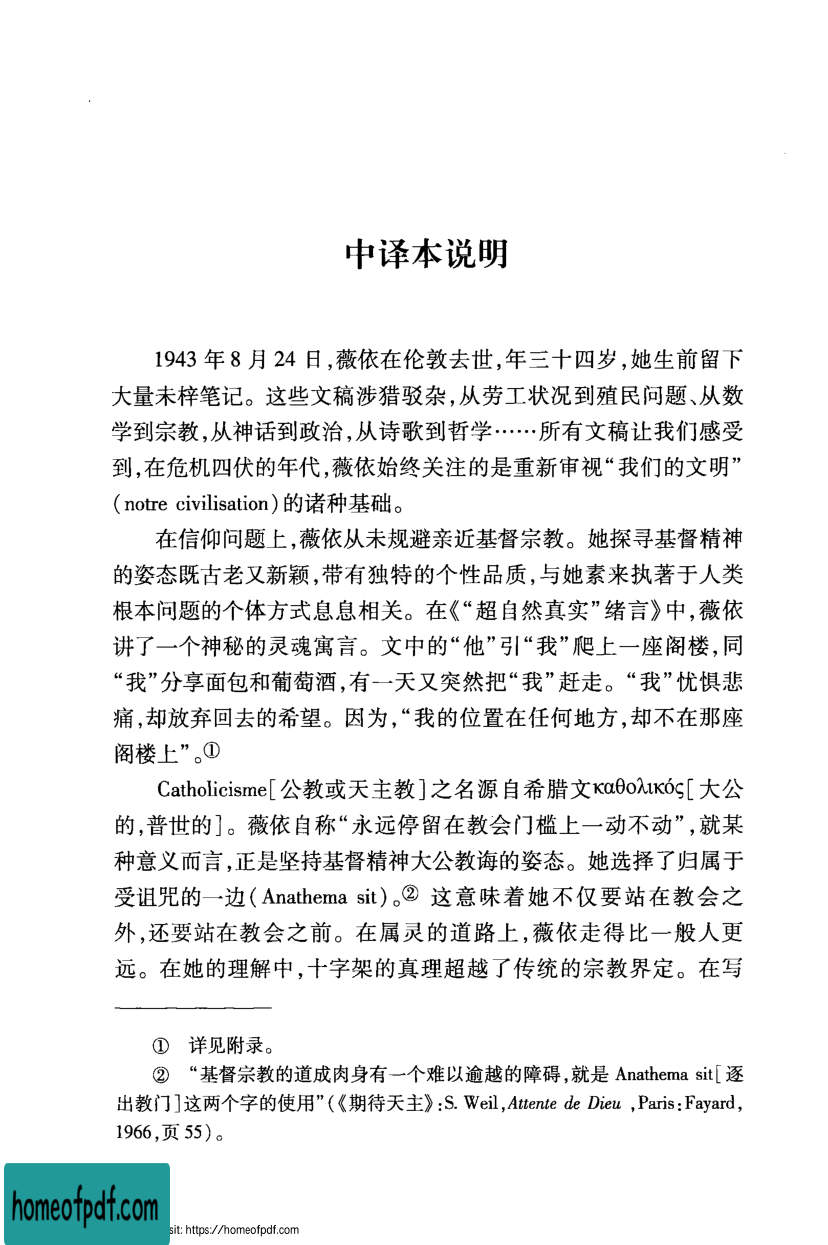 中译本说明
1943 年 8 月 24 日,薇依在伦敦去世,年三十四岁,她生前留下
大量未梓笔记。这些文稿涉猎驳杂,从劳工状况到殖民问题、从数
学到宗教,从神话到政治,从诗歌到哲学……所有文稿让我们感受
到,在危机四伏的年代,薇依始终关注的是重新审视“我们的文明”
(notre civilisation)的诸种基础。
在信仰问题上,薇依从未规避亲近基督宗教。她探寻基督精神
的姿态既古老又新颖,带有独特的个性品质,与她素来执著于人类
根本问题的个体方式息息相关。在《“超自然真实”绪言》中,薇依
讲了一个神秘的灵魂寓言。文中的“他”引“我”爬上一座阁楼,同
“我”分享面包和葡萄酒,有一天又突然把“我”赶走。“我”忧惧悲
痛,却放弃回去的希望。因为,“我的位置在任何地方,却不在那座
阁楼上”。①
Catholicisme[公教或天主教]之名源自希腊文καθολικός[大公
的,普世的]。薇依自称“永远停留在教会门槛上一动不动”,就某
种意义而言,正是坚持基督精神大公教诲的姿态。她选择了归属于
受诅咒的一边(Anathema sit)。② 这意味着她不仅要站在教会之
外,还要站在教会之前。在属灵的道路上,薇依走得比一般人更
远。在她的理解中,十字架的真理超越了传统的宗教界定。在写
① 详见附录。
② “基督宗教的道成肉身有一个难以逾越的障碍,就是 Anathema sit[逐
出教门]这两个字的使用”(《期待天主》:S. Weil,Attente de Dieu ,Paris:Fayard,
1966,页 55)。
homeofpdf.com
sit: https://homeofpdf.com